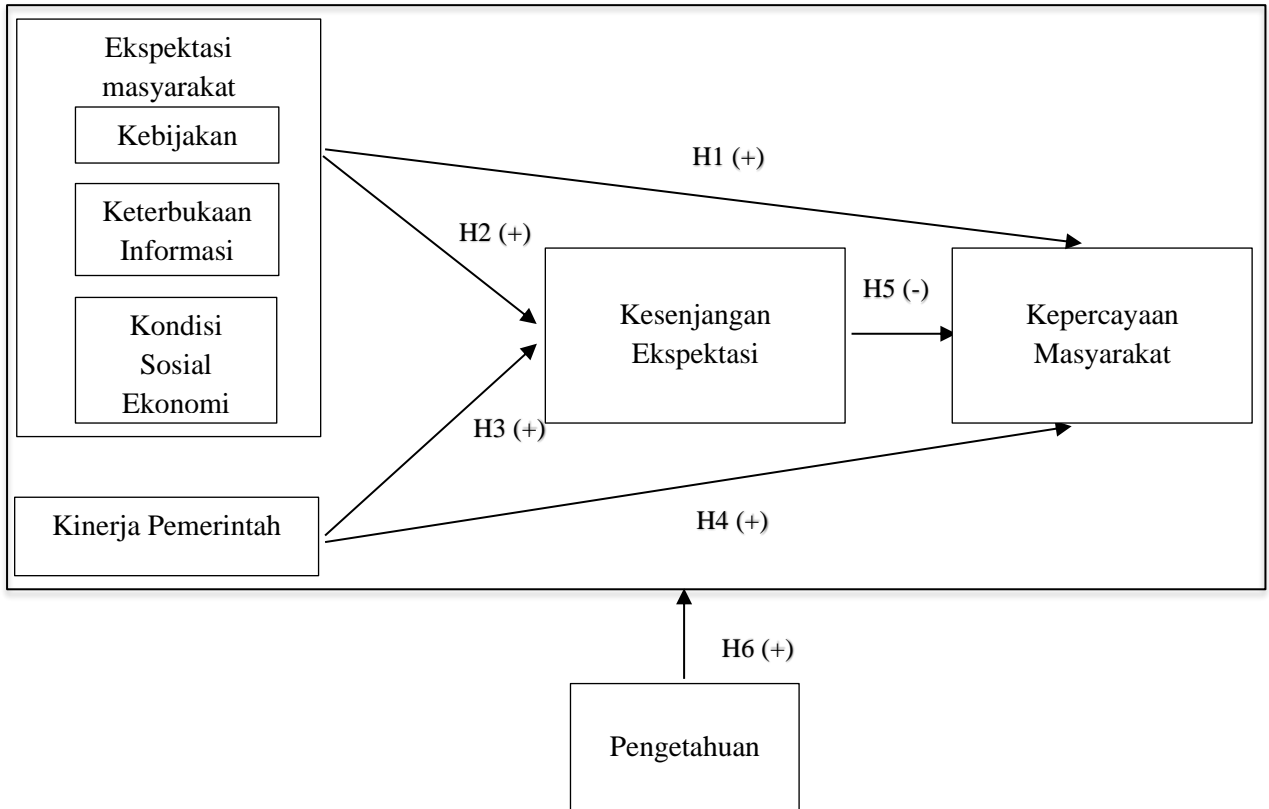 Ekspektasi
masyarakat
Kebijakan
Keterbukaan
Informasi
Kondisi
Sosial
Ekonomi
Kinerja Pemerintah
H1 (+)
H2 (+)
H3 (+)
H4 (+)
Kesenjangan
Ekspektasi
H5 (-)
Kepercayaan
Masyarakat
H6 (+)
Pengetahuan